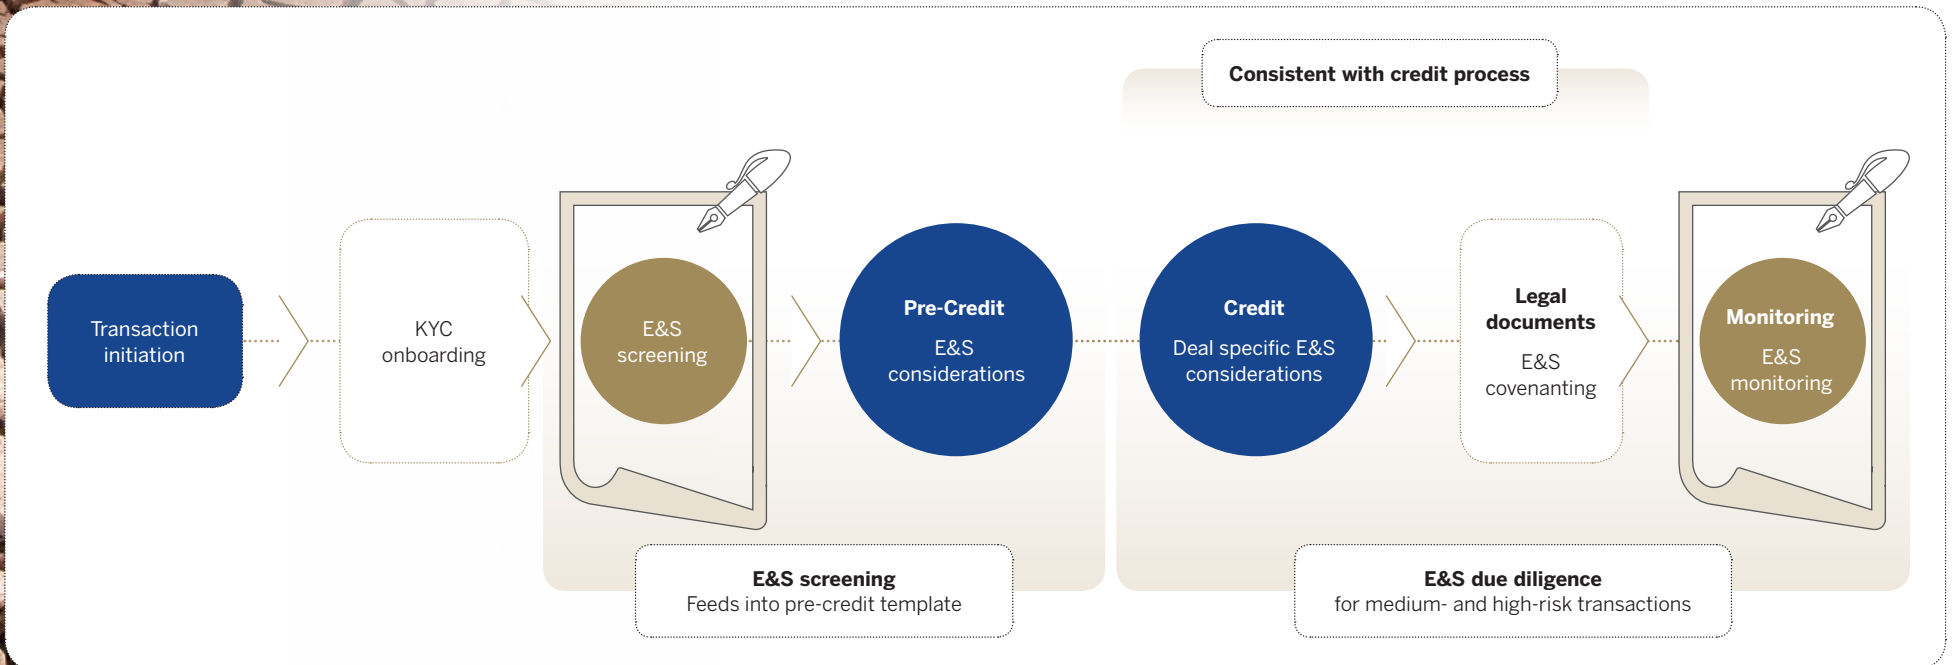 Consistent with credit process
Transaction
initiation
KYC
onboarding
E&S
screening
Pre-Credit
E&S
considerations
Credit
Deal specific E&S
considerations
Legal
documents
E&S
covenanting
Monitoring
E&S
monitoring
E&S screening
Feeds into pre-credit template
E&S due diligence
for medium- and high-risk transactions